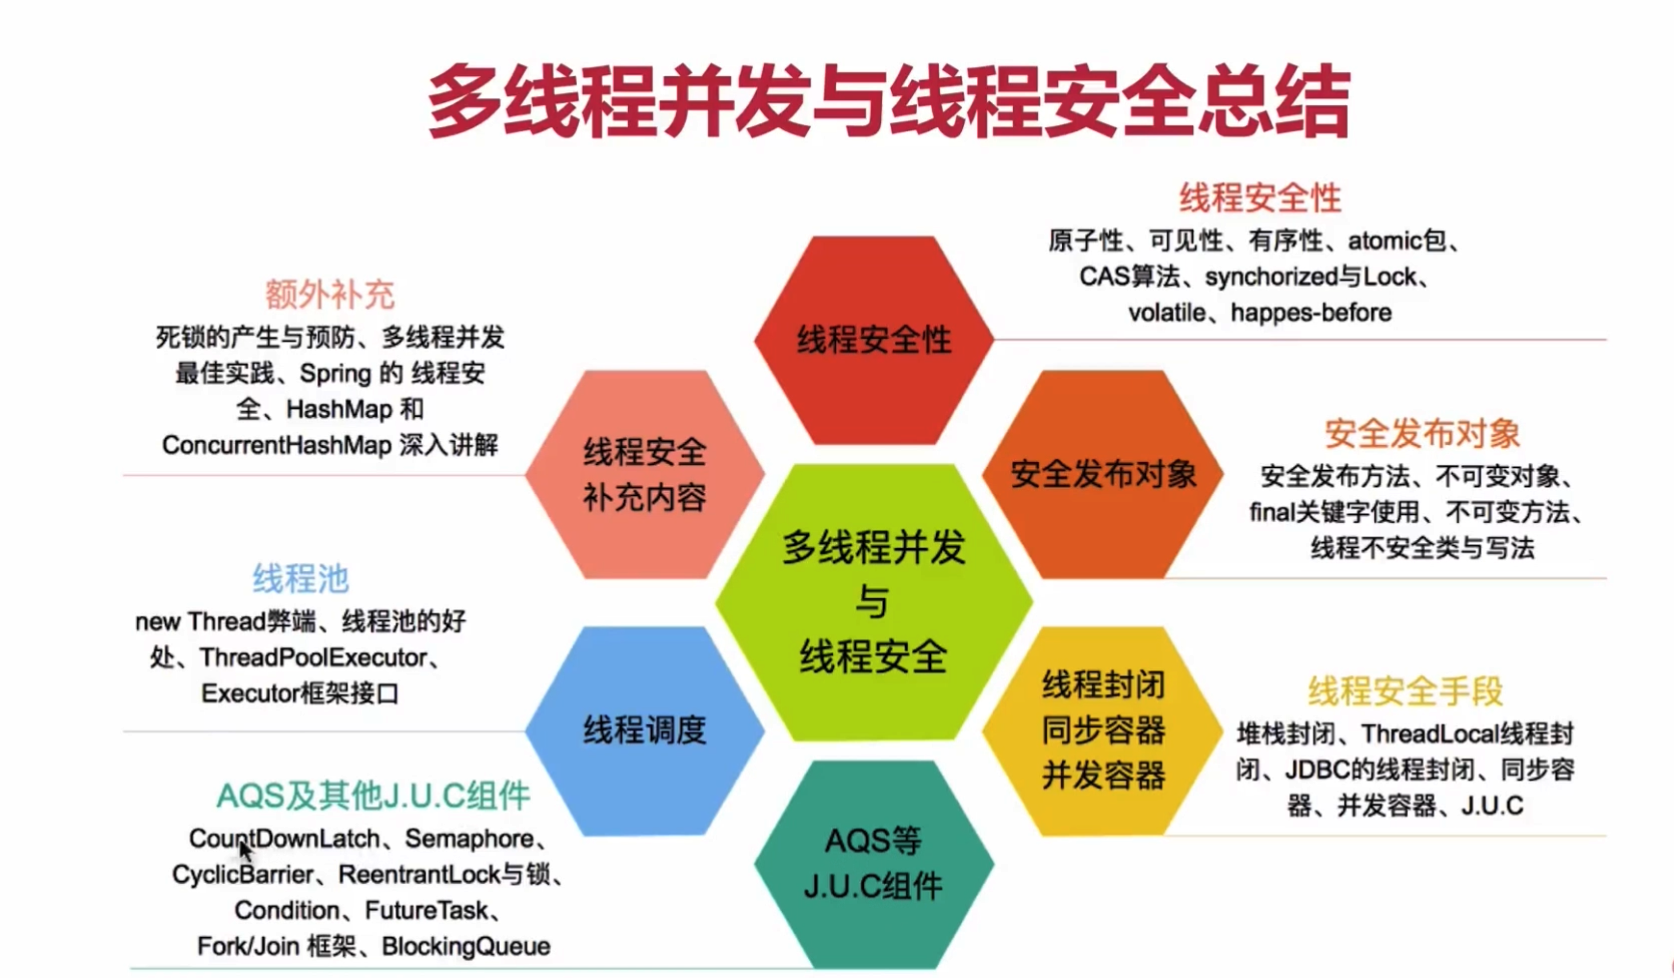 多线程并发与线程安全总结
线程安全性
原子性、可见性、有序性、atomic包、
CAS算法、synchorized与Lock、
volatile、happes-before
额外补充
死锁的产生与预防、多线程并发
最佳实践、Spring 的 线程安
全、HashMap 和
ConcurrentHashMap 深入讲解
线程安全性
线程安全
补充内容
安全发布对象
安全发布对象
安全发布方法、不可变对象、
final关键字使用、不可变方法、
线程不安全类与写法
多线程并发
与
线程安全
线程池
new Thread弊端、线程池的好
处、ThreadPoolExecutor、
Executor框架接口
线程调度
线程封闭
同步容器
并发容器
线程安全手段
堆栈封闭、ThreadLocal线程封
闭、JDBC的线程封闭、同步容
器、并发容器、J.U.C
AQS及其他J.U.C组件
CountDownLatch、Semaphore、
CyclicBarrier、ReentrantLock与锁、
Condition、FutureTask、
Fork/Join 框架、BlockingQueue
AQS等
J.U.C组件